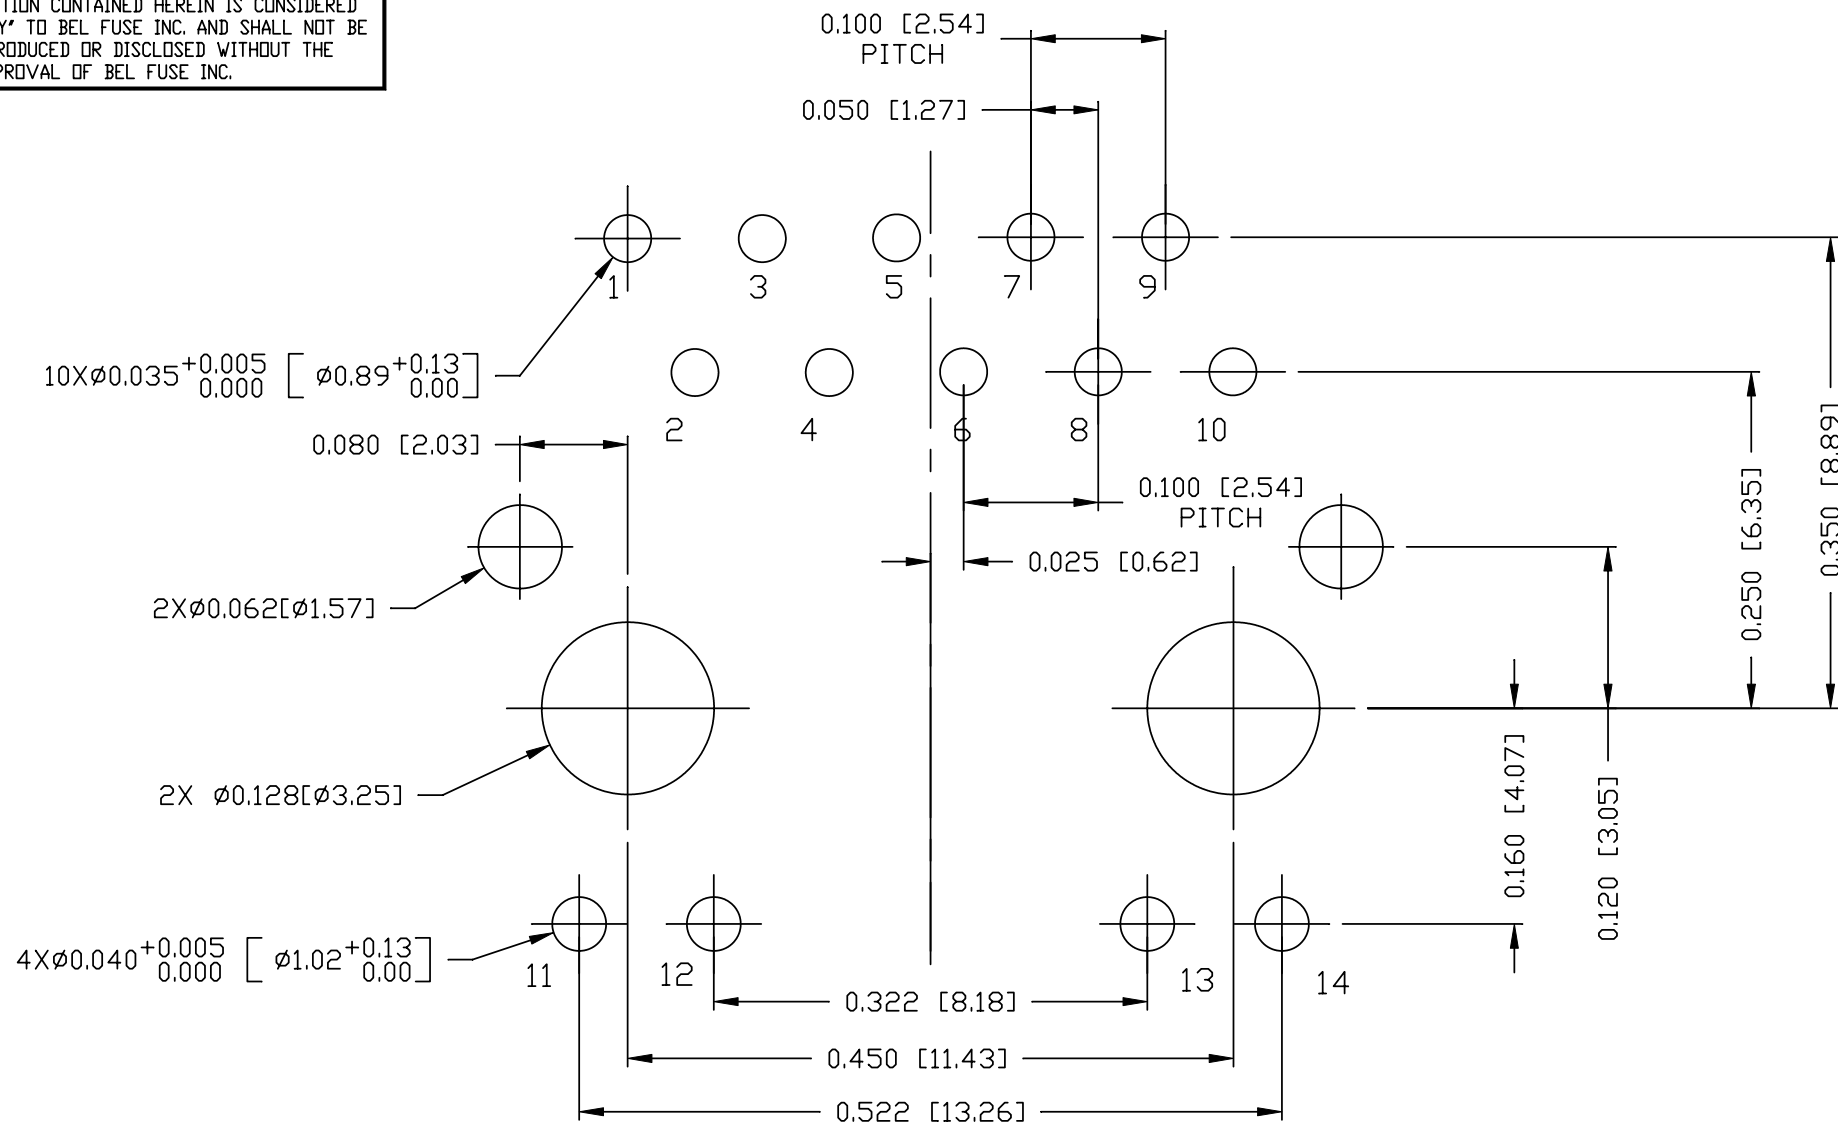 TION CONTAINED HEREIN IS CONSIDERED
Y" TO BEL FUSE INC. AND SHALL NOT BE
RODUCED OR DISCLOSED WITHOUT THE
PROVAL OF BEL FUSE INC.
0.100 [2.54]
PITCH
0.050 [1.27]
1 3 5 7 9
10XØ0.035 +0.005 0.000 [ Ø0.89 +0.13 0.00 ]
2 4 6 8 10
0.080 [2.03]
0.100 [2.54]
PITCH
0.025 [0.62]
0.250 [6.35]
0.350 [8.89]
2XØ0.062[Ø1.57]
2X Ø0.128[Ø3.25]
0.160 [4.07]
0.120 [3.05]
4XØ0.040 +0.005 0.000 [ Ø1.02 +0.13 0.00 ]
11 12 13 14
0.322 [8.18]
0.450 [11.43]
0.522 [13.26]